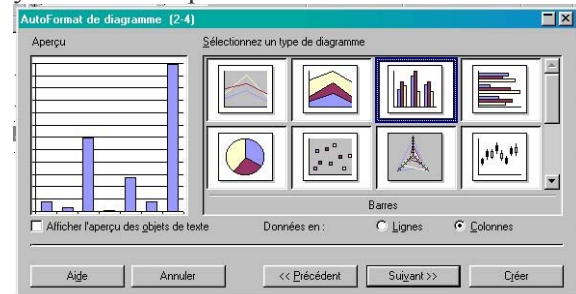 AutoFormat de diagramme (2-4)
Aperçu
Sélectionnez un type de diagramme
Barres
Afficher l'aperçu des objets de texte
Données en :
Lignes
Colonnes
Aide
Annuler
<< Précédent
Suivant >>
Créer